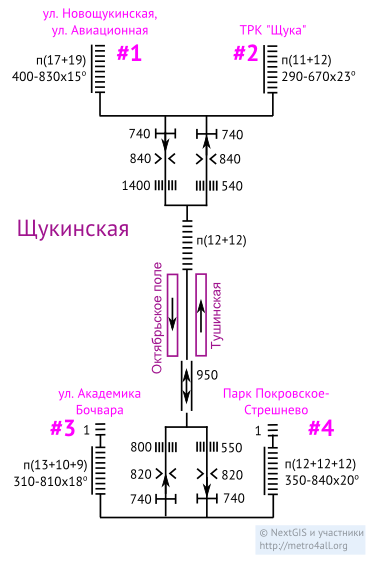 ул. Новощукинская,
ул. Авиационная
#1
п(17+19)
400-830x15°
ТРК "Щука"
#2
п(11+12)
290-670x23°
740
740
840
840
1400
540
Щукинская
п(12+12)
Октябрьское поле
Тушинская
950
ул. Академика
Бочвара
#3
1
п(13+10+9)
310-810x18°
Парк Покровское-
Стрешнево
#4
1
п(12+12+12)
350-840x20°
800
550
820
820
740
740
© NextGIS и участники
http://metro4all.org